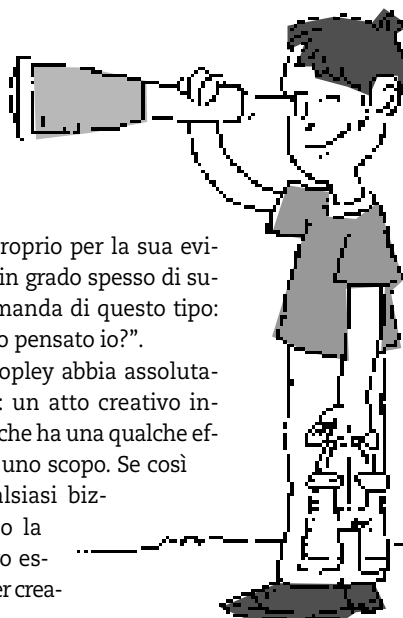 roprio per la sua evi-
in grado spesso di su-
manda di questo tipo:
o pensato io?”.
opley abbia assoluta-
: un atto creativo in-
che ha una qualche ef-
uno scopo. Se così
alsiasi biz-
o la
o es-
er crea-